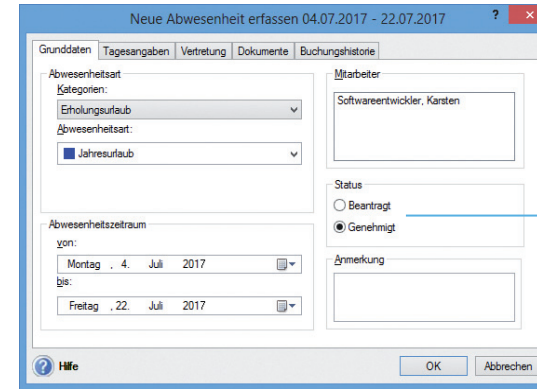 Neue Abwesenheit erfassen 04.07.2017 - 22.07.2017 ? ×
Grunddaten Tagesangaben Vertretung Dokumente Buchungshistorie
Abwesenheitsart
Kategorien:
Erholungsurlaub
Abwesenheitsart:
Jahresurlaub
Abwesenheitszeitraum
von:
Montag , 4. Juli 2017
bis:
Freitag , 22. Juli 2017
Mitarbeiter
Softwareentwickler, Karsten
Status
Beantragt
Genehmigt
Anmerkung
? Hilfe
OK Abbrechen